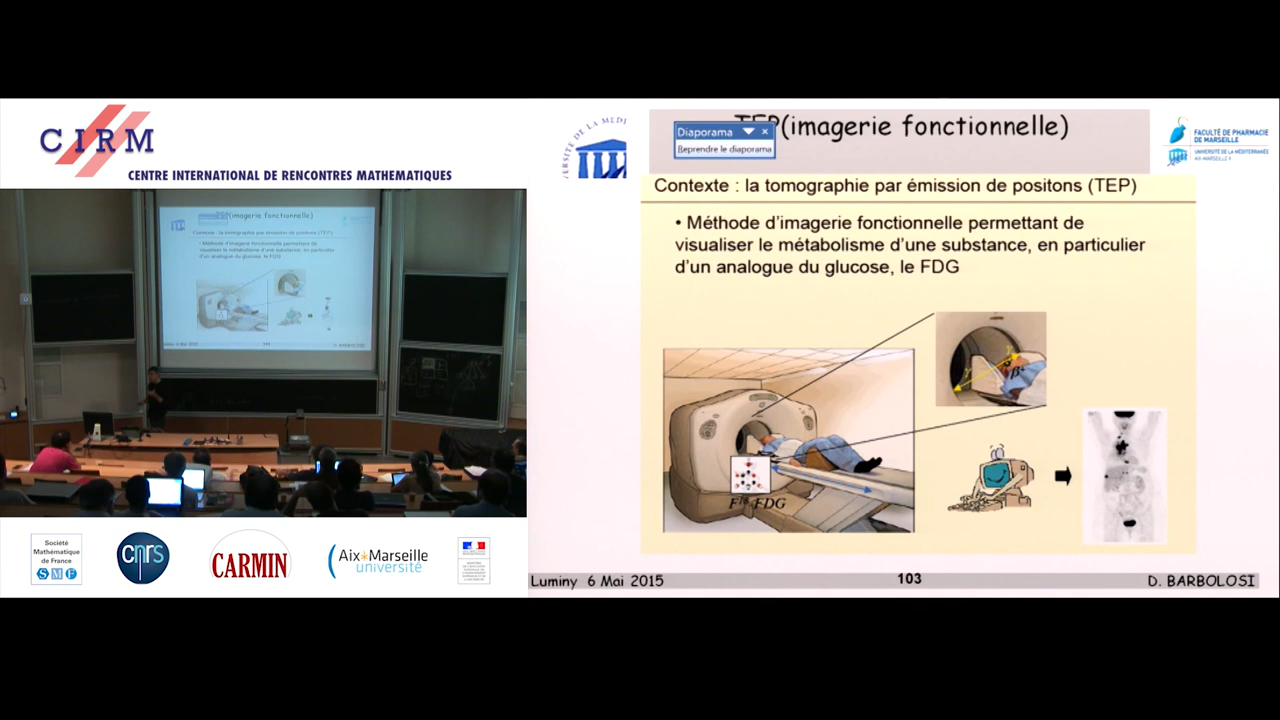 CIRM
CENTRE INTERNATIONAL DE RENCONTRES MATHEMATIQUES
TEP(imagerie fonctionnelle)
Diaporama
Reprendre le diaporama
FACULTÉ DE PHARMACIE
DE MARSEILLE
UNIVERSITÉ DE LA MÉDITERRANÉE
AIX-MARSEILLE II
Contexte : la tomographie par émission de positons (TEP)
• Méthode d'imagerie fonctionnelle permettant de
visualiser le métabolisme d'une substance, en particulier
d'un analogue du glucose, le FDG
F18 FDG
Luminy 6 Mai 2015
103
D. BARBOLOSI
Société
Mathématique
de France
SMF
cnrs
CARMIN
Aix*Marseille
université